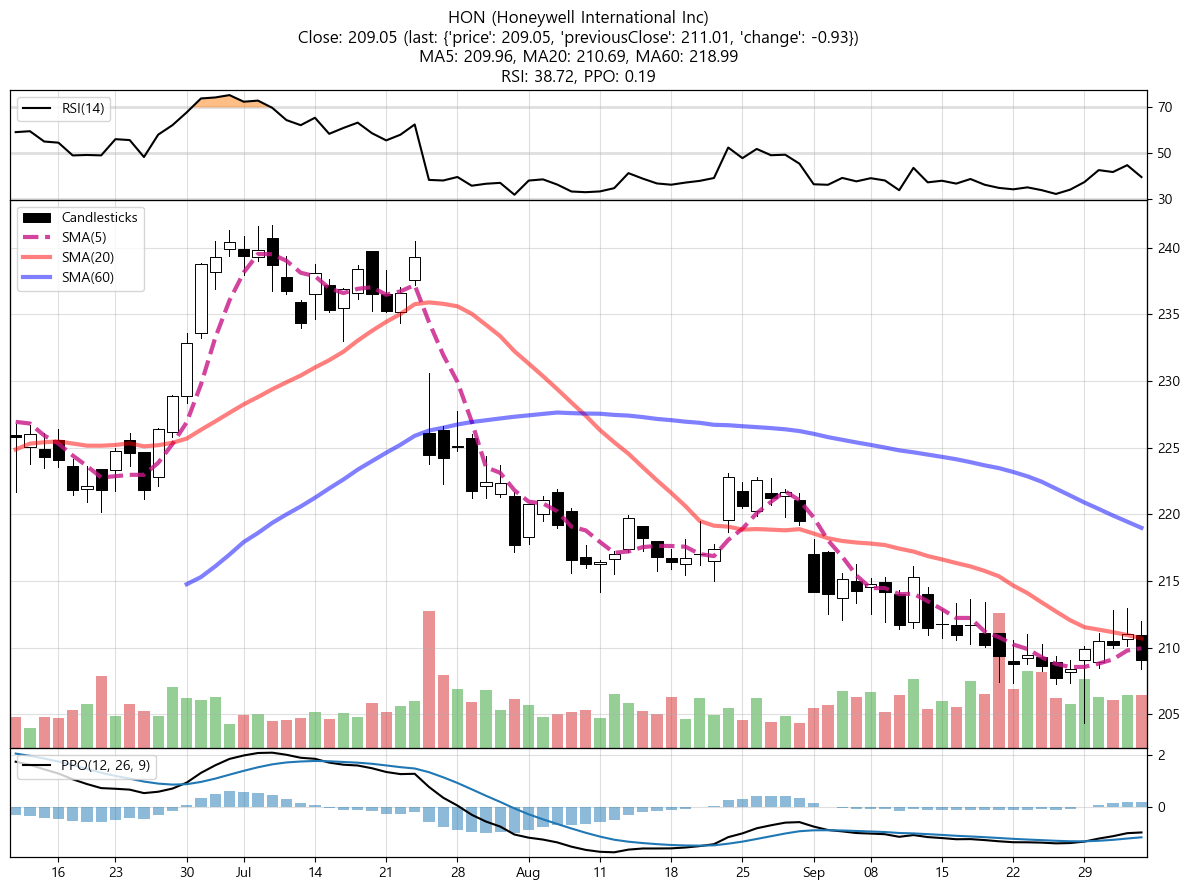 HON (Honeywell International Inc)
Close: 209.05 (last: {'price': 209.05, 'previousClose': 211.01, 'change': -0.93})
MA5: 209.96, MA20: 210.69, MA60: 218.99
RSI: 38.72, PPO: 0.19
RSI(14)
70
50
30
Candlesticks
SMA(5)
SMA(20)
SMA(60)
240
235
230
225
220
215
210
205
PPO(12, 26, 9)
2
0
16 23 30 Jul 14 21 28 Aug 11 18 25 Sep 08 15 22 29